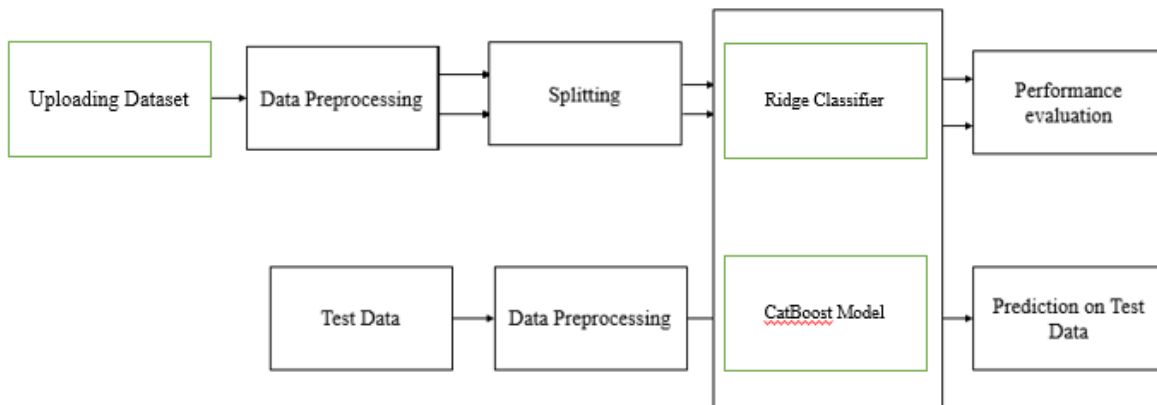 Uploading Dataset
Data Preprocessing
Splitting
Ridge Classifier
Performance
evaluation
Test Data
Data Preprocessing
CatBoost Model
Prediction on Test
Data